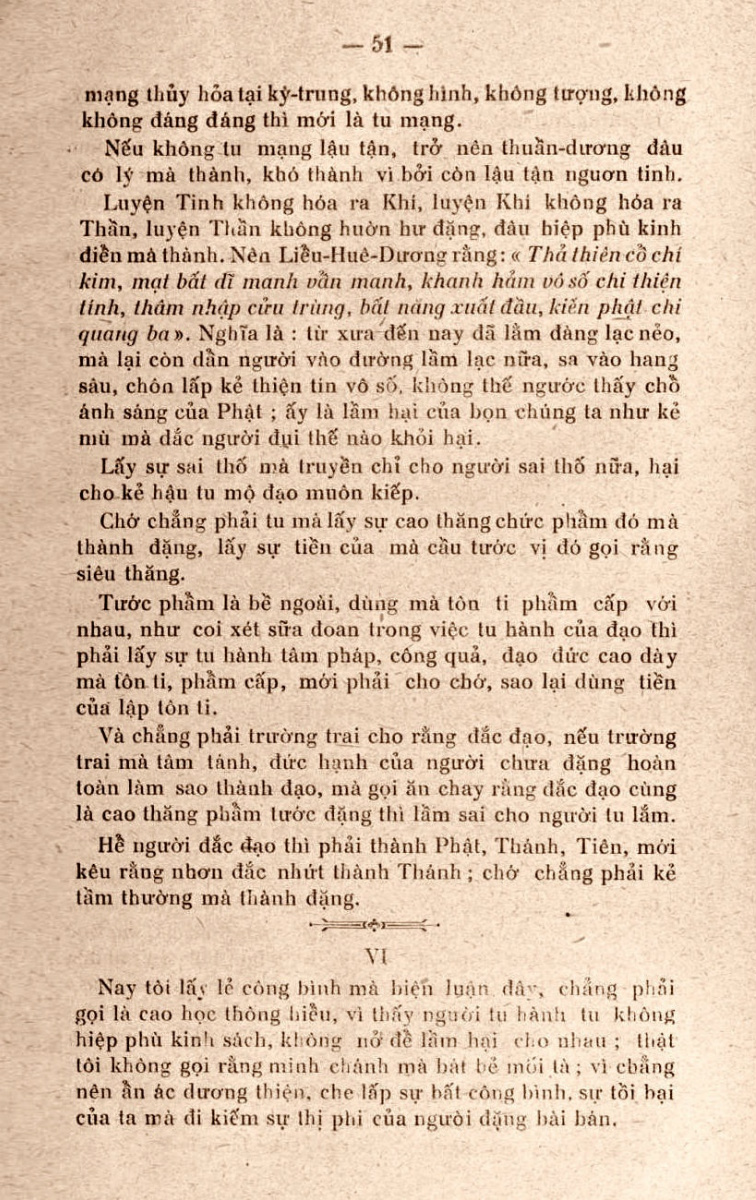 — 51 —
mạng thủy hỏa tại kỳ-trung, không hình, không tượng, không
không đáng đáng thì mới là tu mạng.
Nếu không tu mạng lậu tận, trở nên thuần-dương đâu
có lý mà thành, khó thành vì bởi còn lậu tận nguơn tinh.
Luyện Tinh không hóa ra Khí, luyện Khí không hóa ra
Thần, luyện Thần không huờn hư đặng, đâu hiệp phù kinh
điển mà thành. Nên Liễu-Huê-Dương rằng: « Thả thiên cổ chí
kim, mạt bất dĩ manh vẫn manh, khanh hảm vô số chi thiện
tính, thâm nhập cửu trùng, bất năng xuất đầu, kiến phật chi
quang ba ». Nghĩa là : từ xưa đến nay đã lầm đàng lạc nẻo,
mà lại còn dẫn người vào đường lầm lạc nữa, sa vào hang
sâu, chôn lấp kẻ thiện tín vô số, không thể ngước thấy chỗ
ánh sáng của Phật ; ấy là lầm hại của bọn chúng ta như kẻ
mù mà dắc người đui thế nào khỏi hại.
Lấy sự sai thố mà truyền chỉ cho người sai thố nữa, hại
cho kẻ hậu tu mộ đạo muôn kiếp.
Chớ chẳng phải tu mà lấy sự cao thăng chức phẩm đó mà
thành đặng, lấy sự tiền của mà cầu tước vị đó gọi rằng
siêu thăng.
Tước phẩm là bề ngoài, dùng mà tôn ti phẩm cấp với
nhau, như coi xét sữa đoan trong việc tu hành của đạo thì
phải lấy sự tu hành tâm pháp, công quả, đạo đức cao dày
mà tôn ti, phẩm cấp, mới phải cho chớ, sao lại dùng tiền
của lập tôn ti.
Và chẳng phải trường trai cho rằng đắc đạo, nếu trường
trai mà tâm tánh, đức hạnh của người chưa đặng hoàn
toàn làm sao thành đạo, mà gọi ăn chay rằng đắc đạo cùng
là cao thăng phẩm tước đặng thì lầm sai cho người tu lắm.
Hễ người đắc đạo thì phải thành Phật, Thánh, Tiên, mới
kêu rằng nhơn đắc nhứt thành Thánh ; chớ chẳng phải kẻ
tầm thường mà thành đặng.
VI
Nay tôi lấy lẻ công bình mà biện luận đây, chẳng phải
gọi là cao học thông hiểu, vì thấy người tu hành tu không
hiệp phù kinh sách, không nở để lầm hại cho nhau ; thật
tôi không gọi rằng minh chánh mà bát bẻ mối tà ; vì chẳng
nên ẩn ác dương thiện, che lấp sự bất công bình, sự tồi bại
của ta mà đi kiếm sự thị phi của người đặng bài bán.